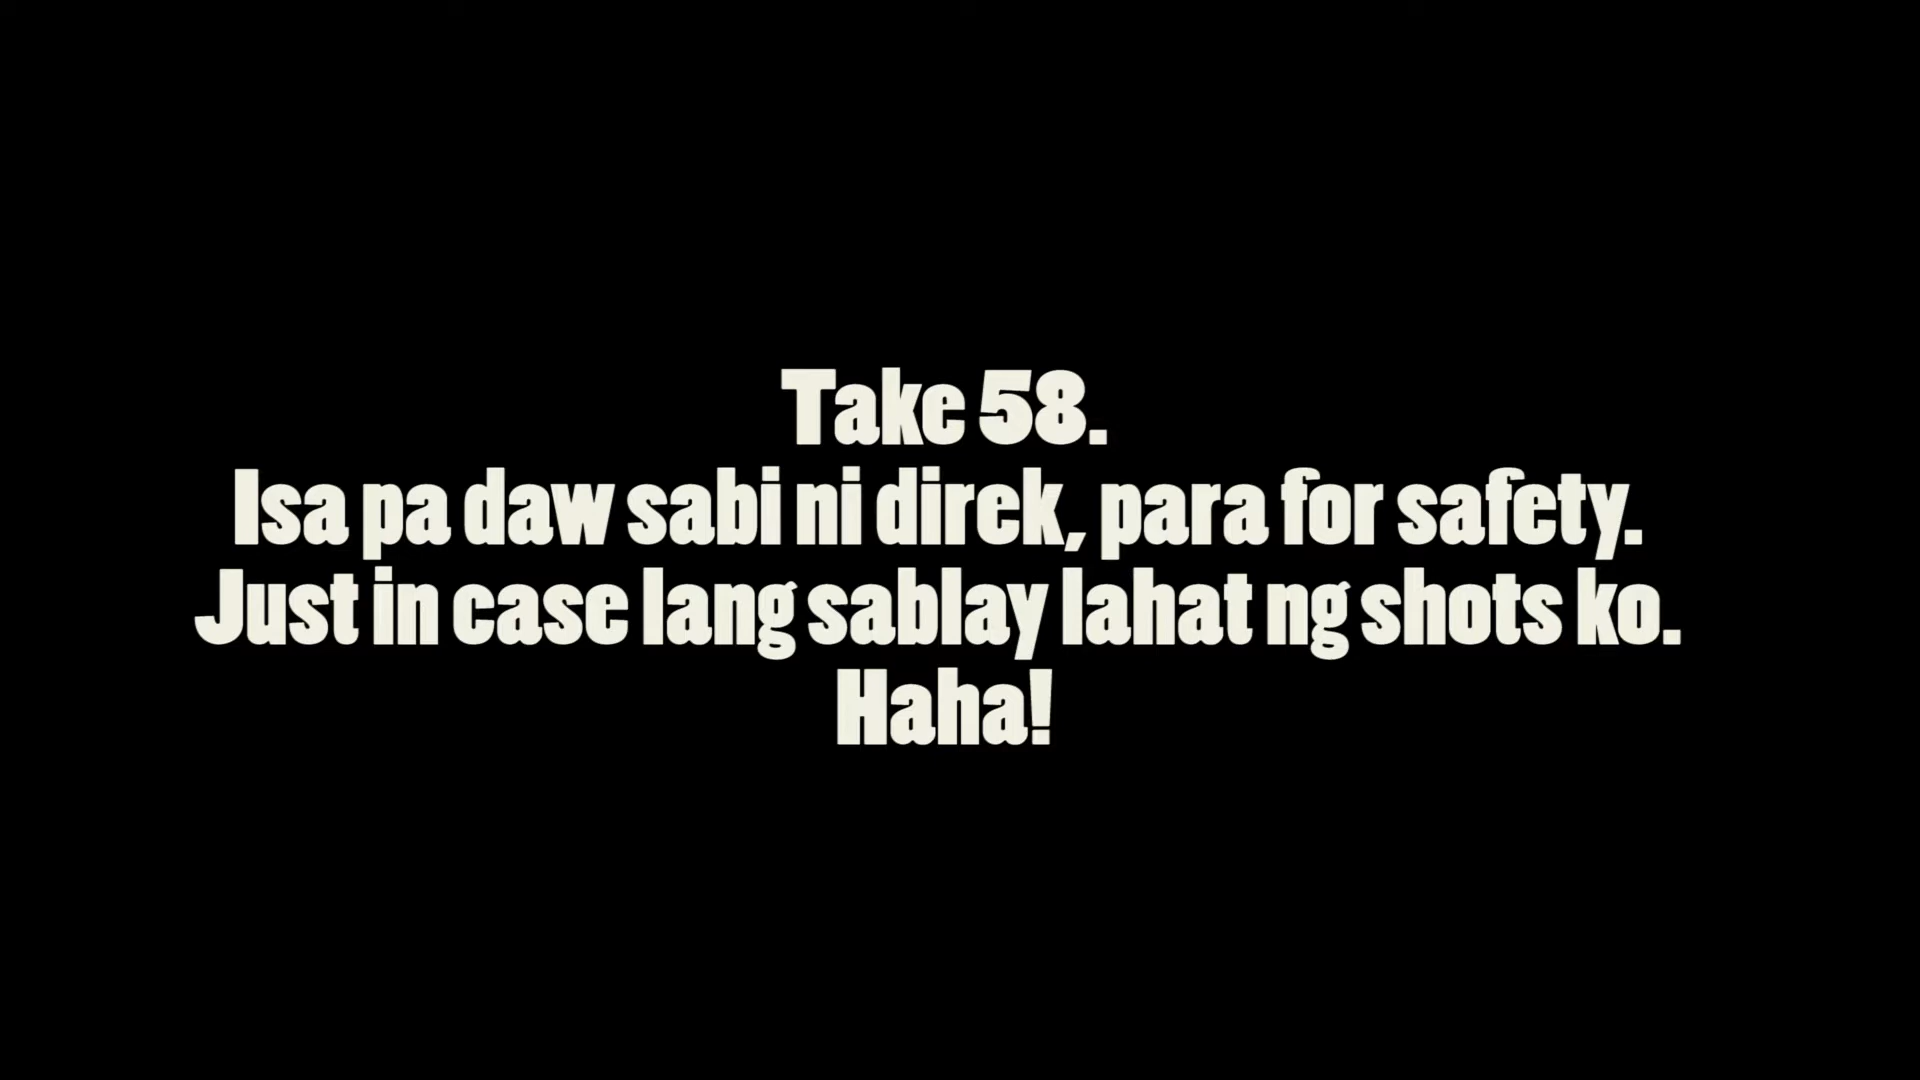 Take 58.
Isa pa daw sabi ni direk, para for safety.
Just in case lang sablay lahat ng shots ko.
Haha!